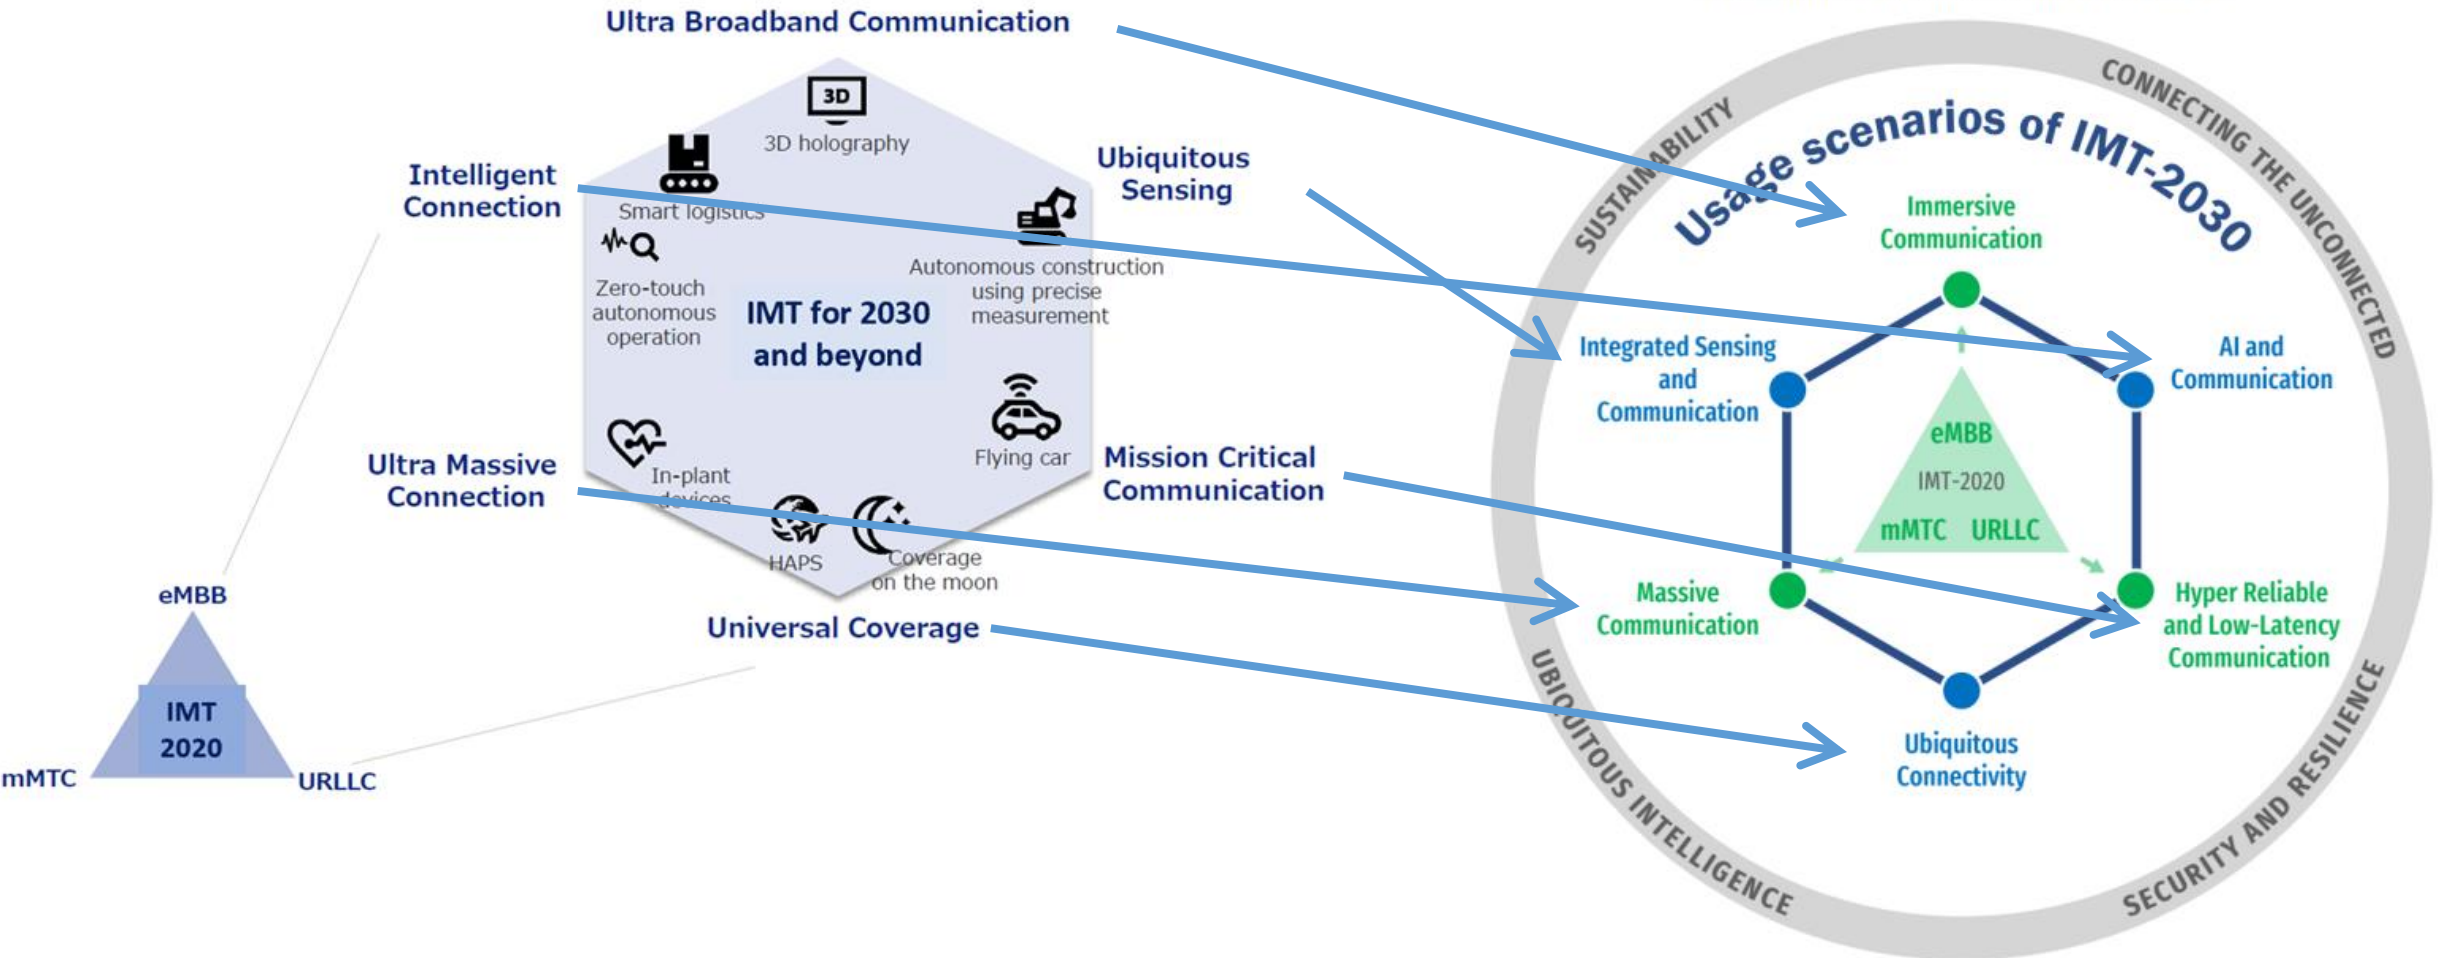 Ultra Broadband Communication
3D
3D holography
Intelligent
Connection
Smart logistics
Ubiquitous
Sensing
Zero-touch
autonomous
operation
Autonomous construction
using precise
measurement
IMT for 2030
and beyond
Ultra Massive
Connection
In-plant
devices
Flying car
Mission Critical
Communication
HAPS
Coverage
on the moon
Universal Coverage
eMBB
IMT
2020
mMTC
URLLC
SUSTAINABILITY
CONNECTING THE UNCONNECTED
Usage scenarios of IMT-2030
Immersive
Communication
Integrated Sensing
and
Communication
AI and
Communication
eMBB
IMT-2020
mMTC URLLC
Massive
Communication
Hyper Reliable
and Low-Latency
Communication
Ubiquitous
Connectivity
UBIQUITOUS INTELLIGENCE
SECURITY AND RESILIENCE